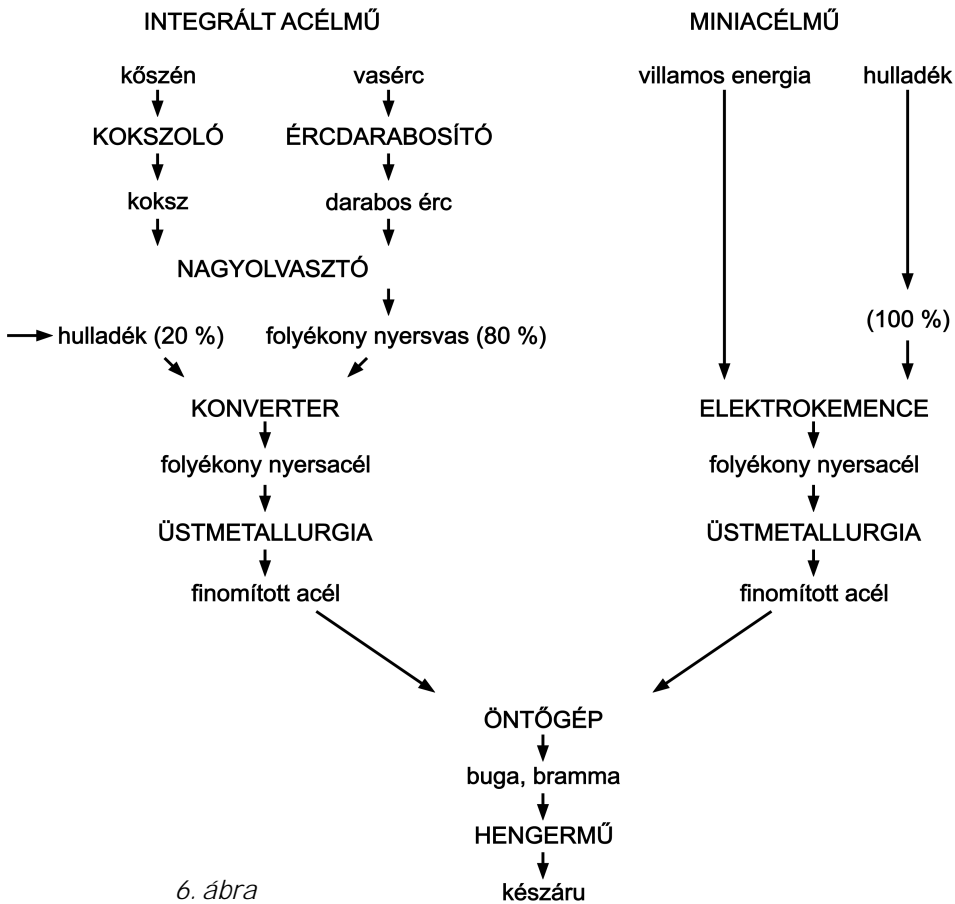 INTEGRÁLT ACÉLMŰ
MINIACÉLMŰ
kőszén
vasérc
villamos energia
hulladék
KOKSZOLÓ
ÉRCDARABOSÍTÓ
koksz
darabos érc
NAGYOLVASZTÓ
(100 %)
hulladék (20 %)
folyékony nyersvas (80 %)
KONVERTER
ELEKTROKEMENCE
folyékony nyersacél
folyékony nyersacél
ÜSTMETALLURGIA
ÜSTMETALLURGIA
finomított acél
finomított acél
ÖNTŐGÉP
buga, bramma
HENGERMŰ
készáru
6. ábra